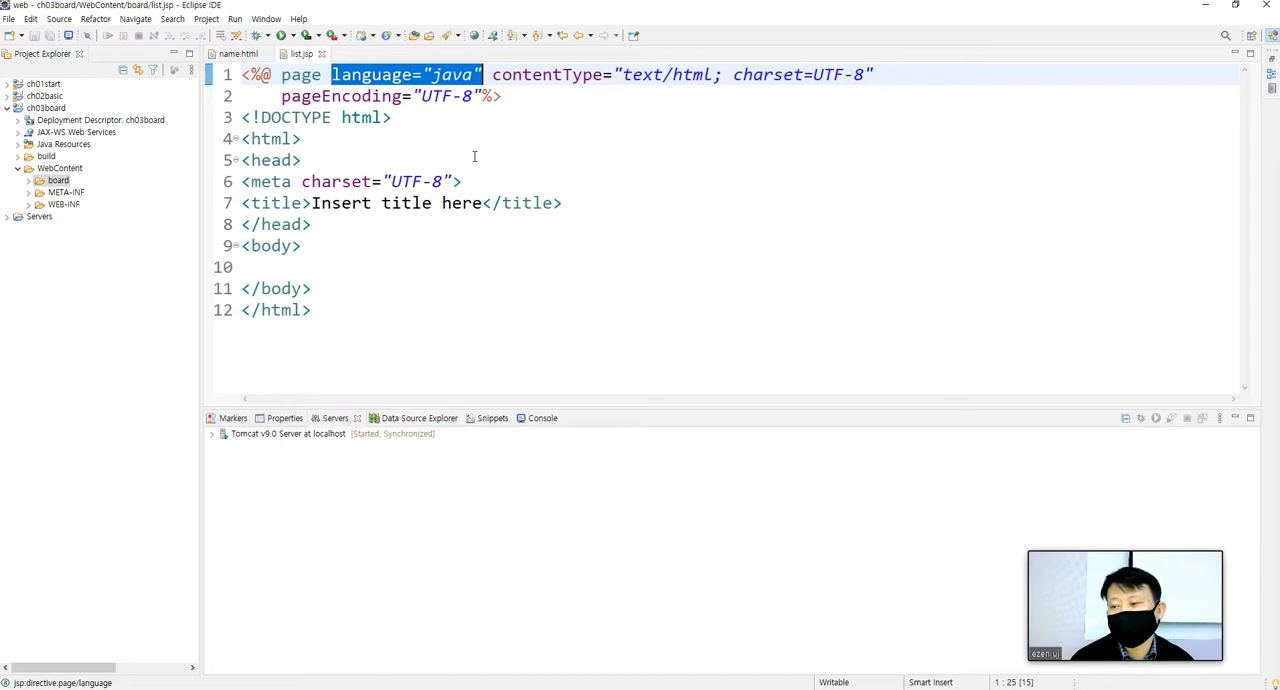 web - ch03board/WebContent/board/list.jsp - Eclipse IDE
File Edit Source Refactor Navigate Search Project Run Window Help
Project Explorer
name.html list.jsp
ch01start
ch02basic
ch03board
Deployment Descriptor: ch03board
JAX-WS Web Services
Java Resources
build
WebContent
board
META-INF
WEB-INF
Servers
1 <%@ page language="java" contentType="text/html; charset=UTF-8"
2 pageEncoding="UTF-8"%>
3 <!DOCTYPE html>
4 <html>
5 <head>
6 <meta charset="UTF-8">
7 <title>Insert title here</title>
8 </head>
9 <body>
10
11 </body>
12 </html>
Markers Properties Servers Data Source Explorer Snippets Console
Tomcat v9.0 Server at localhost [Started, Synchronized]
ezen uj
jsp:directive.page/language Writable Smart Insert 1 : 25 [15]